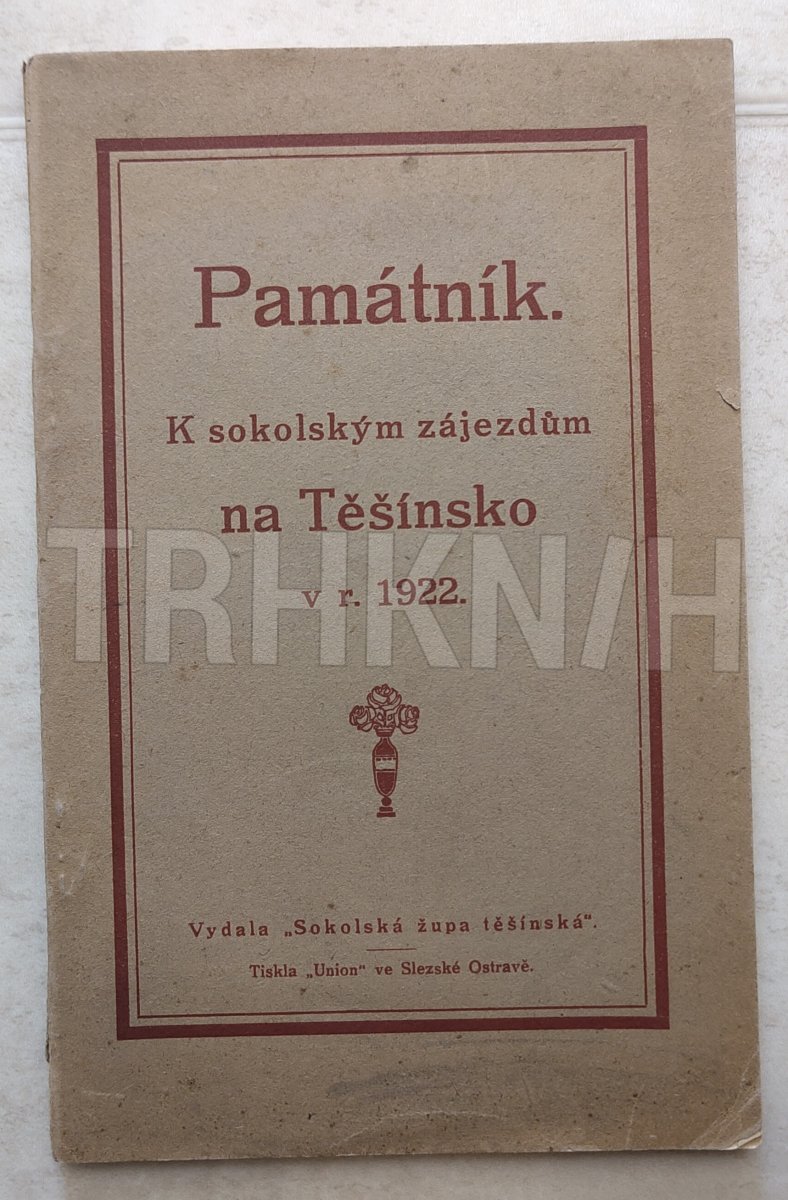 Památník.
K sokolským zájezdům
na Těšínsko
v r. 1922.
TRHKNIH
Vydala „Sokolská župa těšínská“.
Tiskla „Union“ ve Slezské Ostravě.